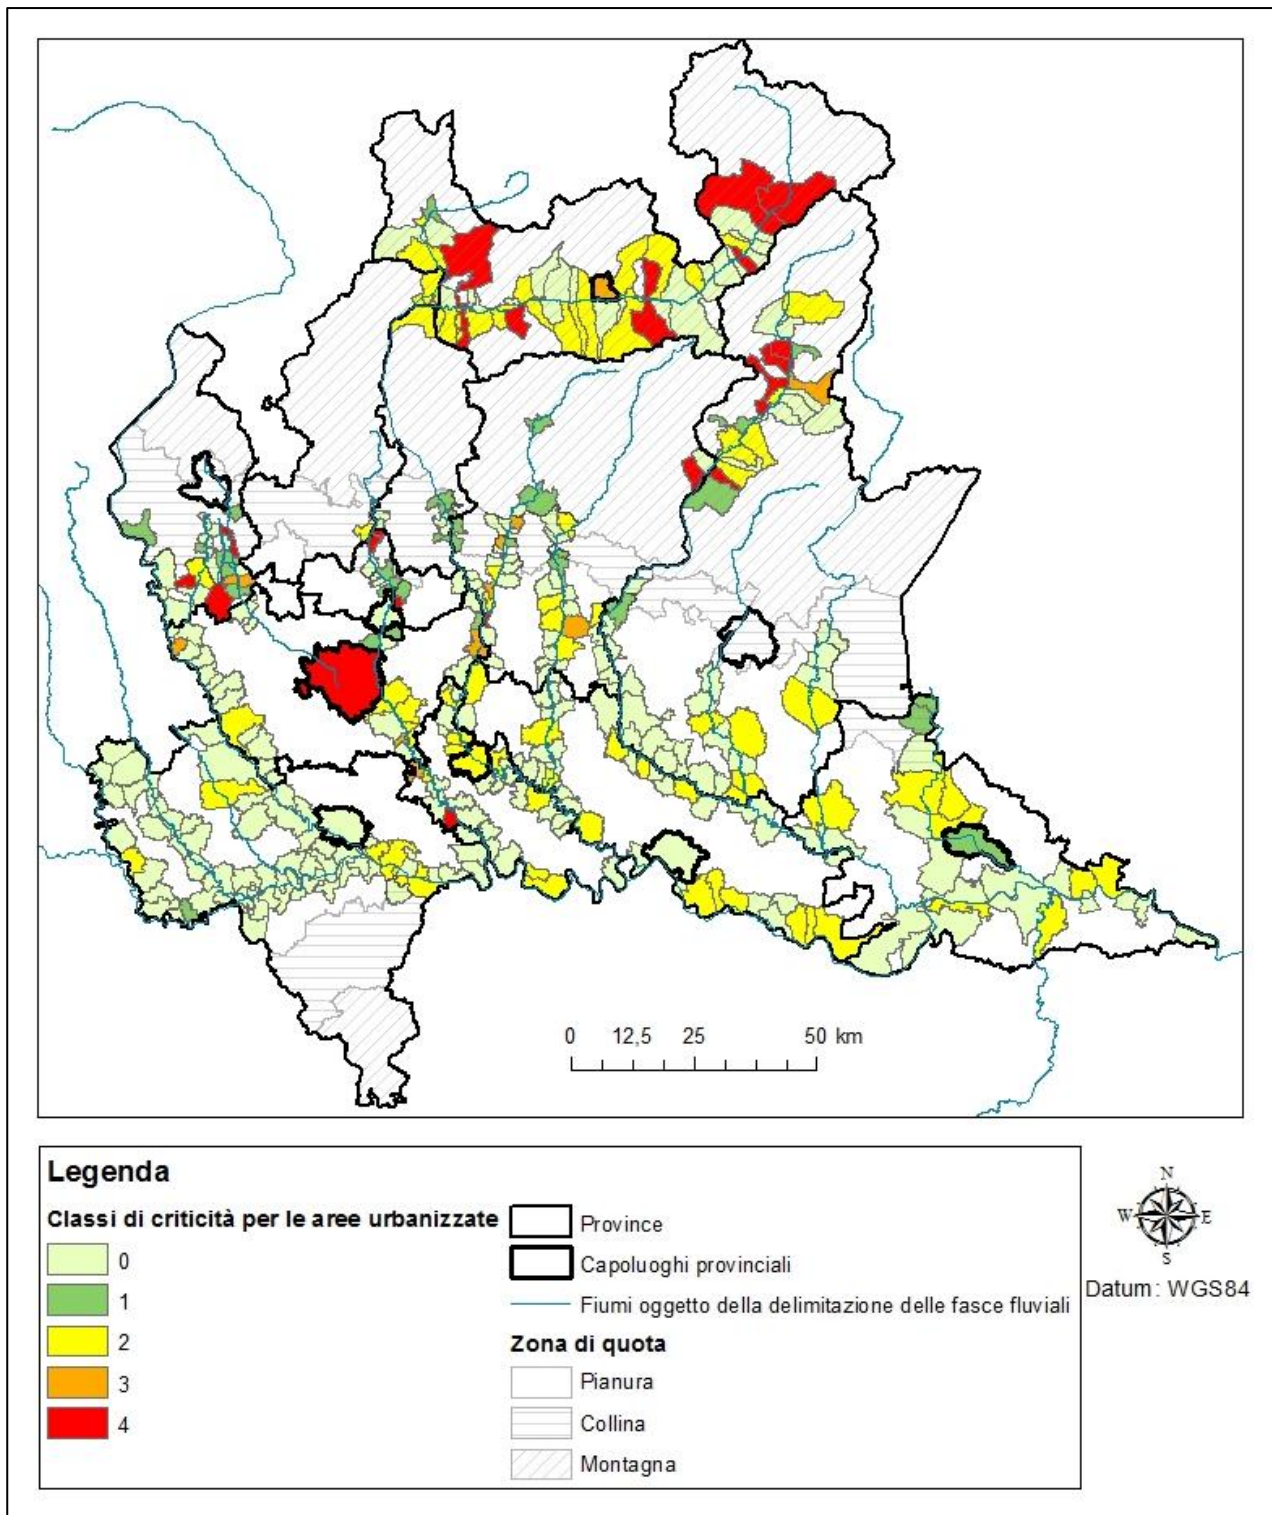 0 12,5 25 50 km
Legenda
Classi di criticità per le aree urbanizzate
0
1
2
3
4
Province
Capoluoghi provinciali
Fiumi oggetto della delimitazione delle fasce fluviali
Zona di quota
Pianura
Collina
Montagna
N
W E
S
Datum: WGS84